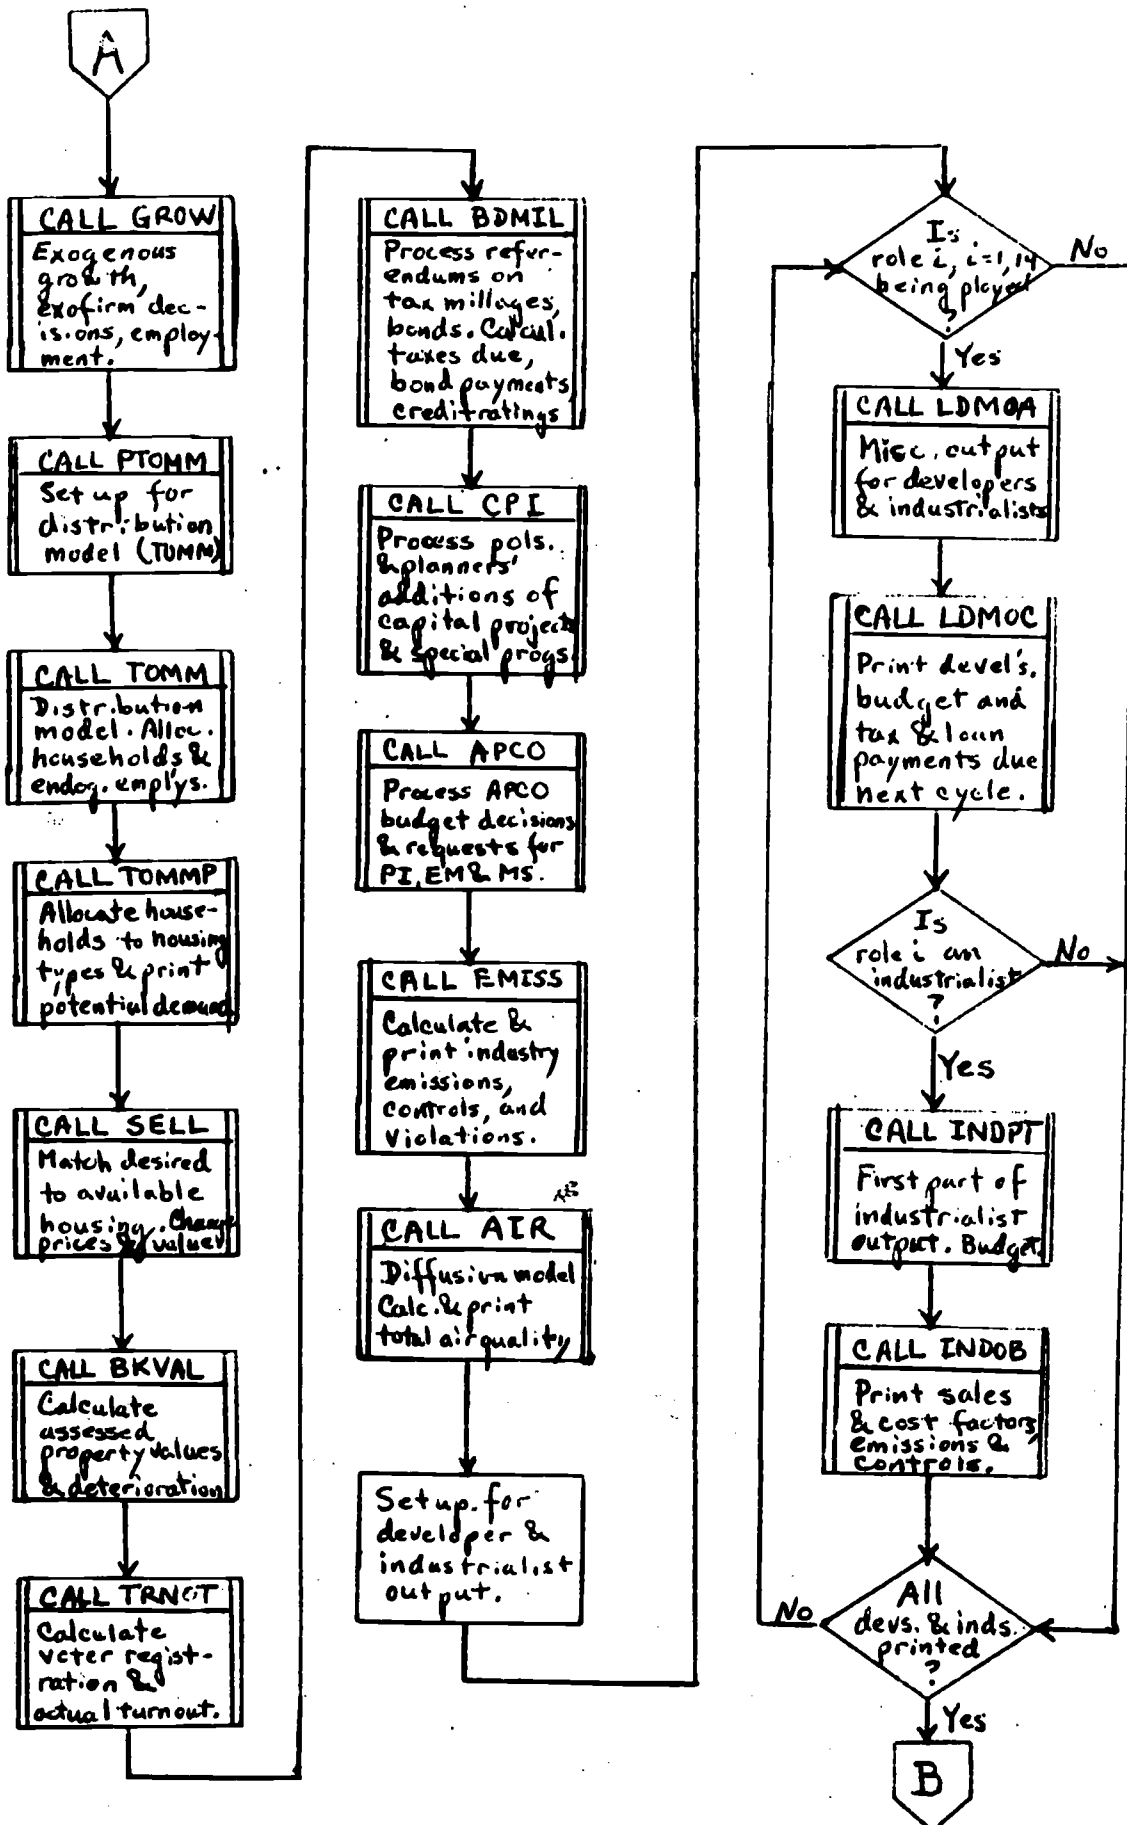 A
CALL GROW
Exogenous
growth,
exofirm dec-
isions, employ-
ment.
CALL PTOMM
Set up for
distribution
model (TOMM)
CALL TOMM
Distribution
model. Alloc.
households &
endog. emplys.
CALL TOMMP
Allocate house-
holds to housing
types & print
potential demand
CALL SELL
Match desired
to available
housing. Change
prices & values
CALL BKVAL
Calculate
assessed
property values
& deterioration
CALL TRNOT
Calculate
voter regist-
ration &
actual turnout.
CALL BDMIL
Process refer-
endums on
tax millages,
bonds. Calcul.
taxes due,
bond payments,
credit ratings
CALL CPI
Process pols.
& planners'
additions of
capital projects
& special progs.
CALL APCO
Process APCO
budget decisions
& requests for
PI, EM & MS.
CALL EMISS
Calculate &
print industry
emissions,
controls, and
violations.
CALL AIR
Diffusion model
Calc. & print
total air quality
Set up for
developer &
industrialist
output.
Is
role i, i=1,14
being played
?
No
Yes
CALL LDMOA
Misc. output
for developers
& industrialists
CALL LDMOC
Print devel's.
budget and
tax & loan
payments due
next cycle.
Is
role i an
industrialist
?
No
Yes
CALL INDPT
First part of
industrialist
output. Budget.
CALL INDOB
Print sales
& cost factors,
emissions &
controls.
All
devs. & inds.
printed
?
No
Yes
B